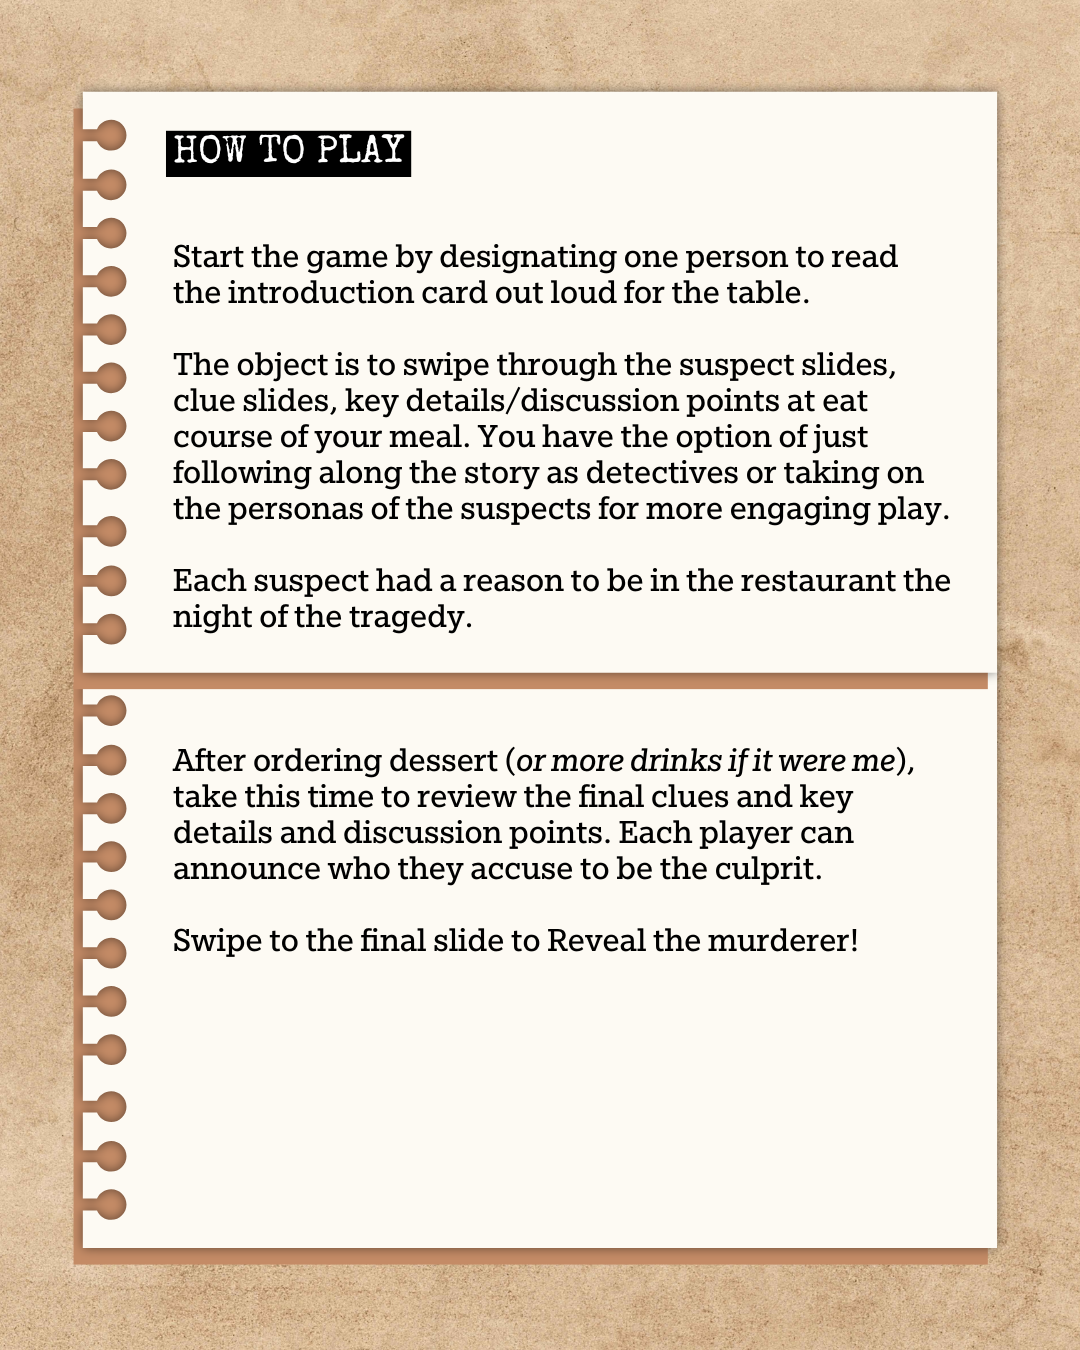 HOW TO PLAY
Start the game by designating one person to read
the introduction card out loud for the table.
The object is to swipe through the suspect slides,
clue slides, key details/discussion points at eat
course of your meal. You have the option of just
following along the story as detectives or taking on
the personas of the suspects for more engaging play.
Each suspect had a reason to be in the restaurant the
night of the tragedy.
After ordering dessert (or more drinks if it were me),
take this time to review the final clues and key
details and discussion points. Each player can
announce who they accuse to be the culprit.
Swipe to the final slide to Reveal the murderer!